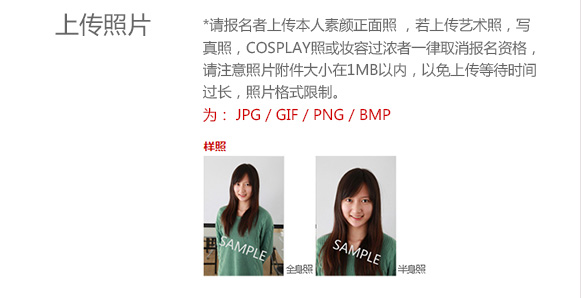 上传照片
*请报名者上传本人素颜正面照 ，若上传艺术照，写
真照，COSPLAY照或妆容过浓者一律取消报名资格，
请注意照片附件大小在1MB以内，以免上传等待时间
过长，照片格式限制。
为： JPG / GIF / PNG / BMP
样照
SAMPLE
全身照
SAMPLE
半身照